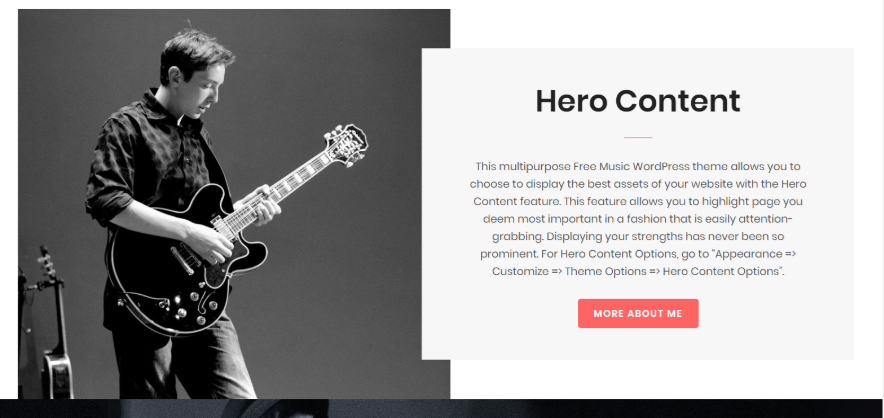 Hero Content
This multipurpose Free Music WordPress theme allows you to
choose to display the best assets of your website with the Hero
Content feature. This feature allows you to highlight page you
deem most important in a fashion that is easily attention-
grabbing. Displaying your strengths has never been so
prominent. For Hero Content Options, go to "Appearance =>
Customize => Theme Options => Hero Content Options".
MORE ABOUT ME